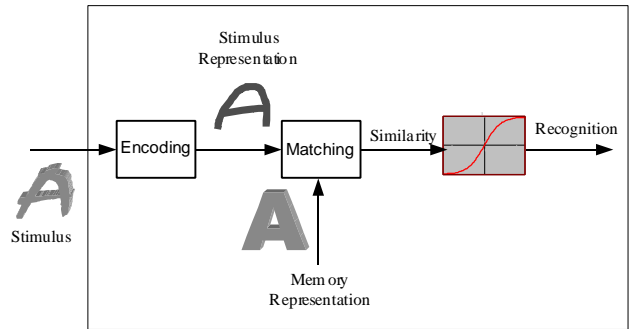 Stimulus
Representation
Encoding
Matching
Similarity
Recognition
Stimulus
Memory
Representation
A
A
A